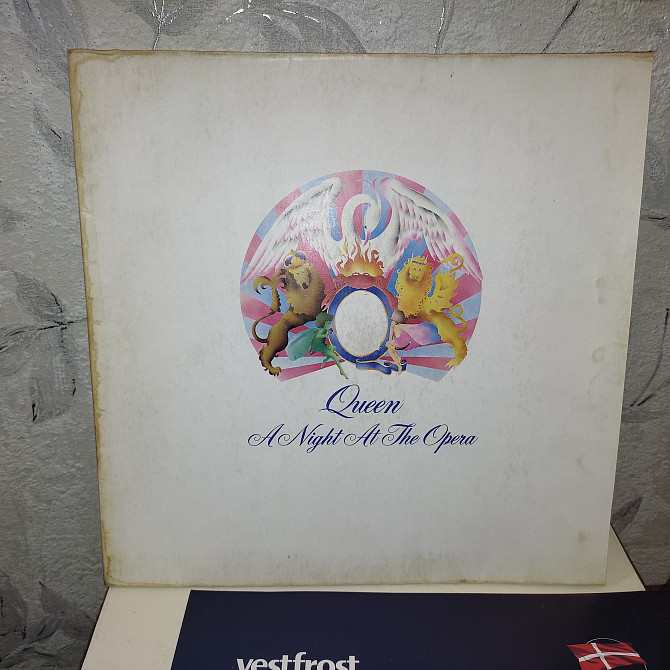 Queen
A Night At The Opera
vestfrost